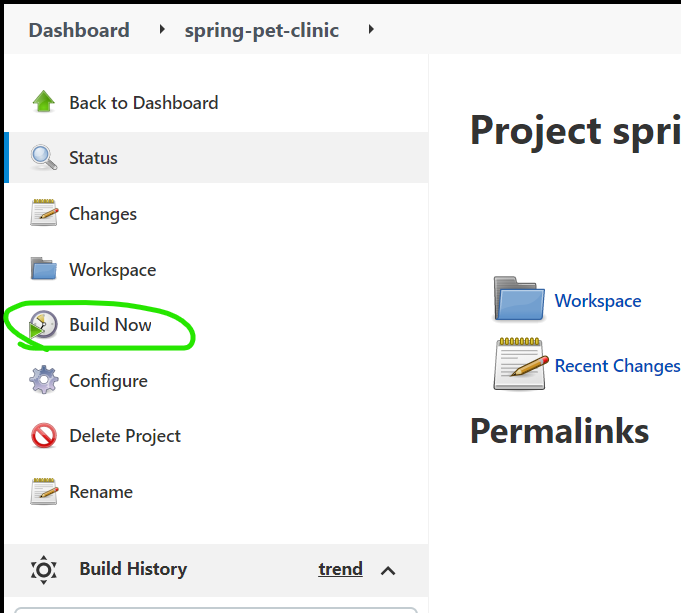 Dashboard spring-pet-clinic
Back to Dashboard
Status
Changes
Workspace
Build Now
Configure
Delete Project
Rename
Build History trend
Project spri
Workspace
Recent Changes
Permalinks